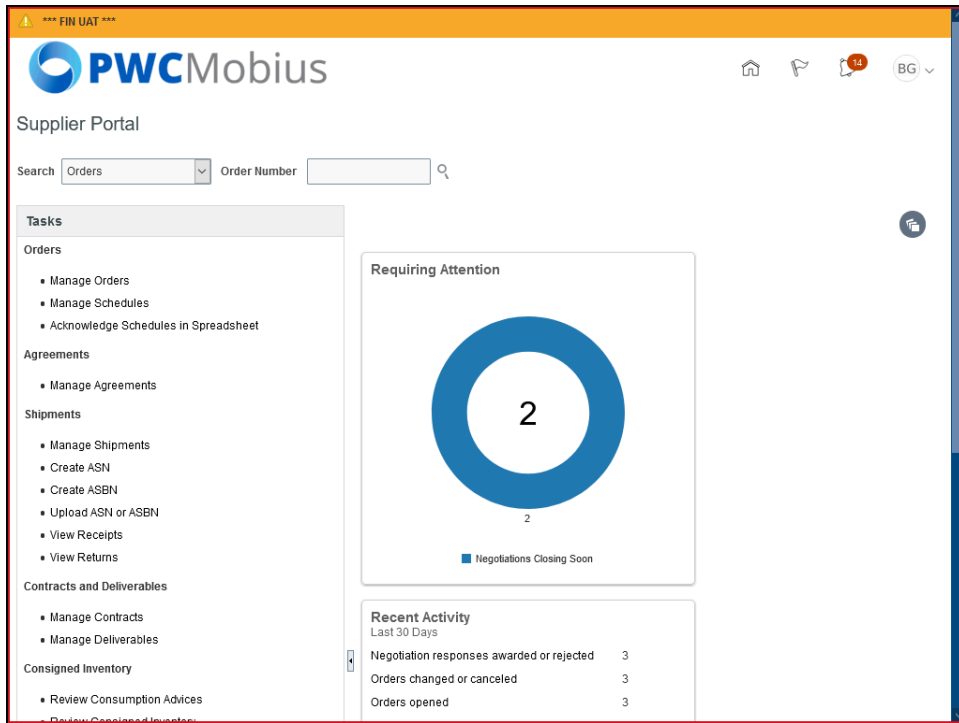 *** FIN UAT ***
PWCMobius
14
BG
Supplier Portal
Search Orders Order Number
Tasks
Orders
Manage Orders
Manage Schedules
Acknowledge Schedules in Spreadsheet
Agreements
Manage Agreements
Shipments
Manage Shipments
Create ASN
Create ASBN
Upload ASN or ASBN
View Receipts
View Returns
Contracts and Deliverables
Manage Contracts
Manage Deliverables
Consigned Inventory
Review Consumption Advices
Review Consigned Inventory
Requiring Attention
2
2
Negotiations Closing Soon
Recent Activity
Last 30 Days
Negotiation responses awarded or rejected 3
Orders changed or canceled 3
Orders opened 3